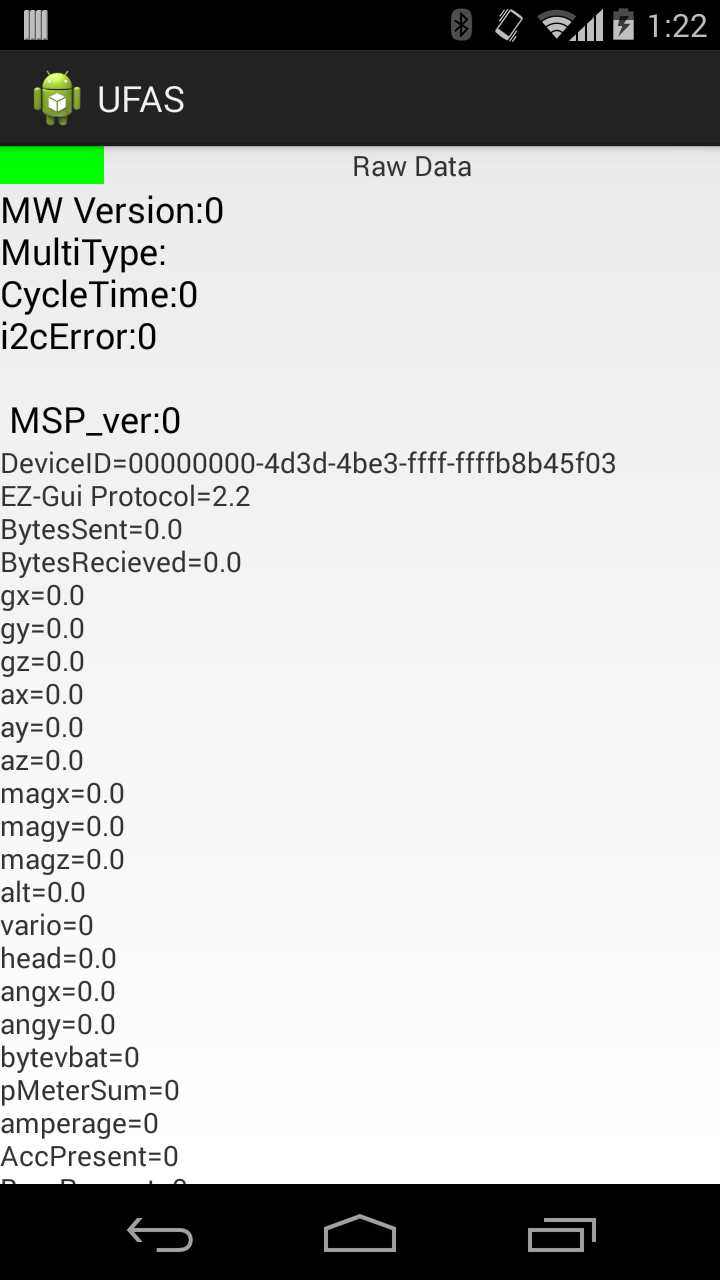 1:22
UFAS
Raw Data
MW Version:0
MultiType:
CycleTime:0
i2cError:0
MSP_ver:0
DeviceID=00000000-4d3d-4be3-ffff-ffffb8b45f03
EZ-Gui Protocol=2.2
BytesSent=0.0
BytesRecieved=0.0
gx=0.0
gy=0.0
gz=0.0
ax=0.0
ay=0.0
az=0.0
magx=0.0
magy=0.0
magz=0.0
alt=0.0
vario=0
head=0.0
angx=0.0
angy=0.0
bytevbat=0
pMeterSum=0
amperage=0
AccPresent=0